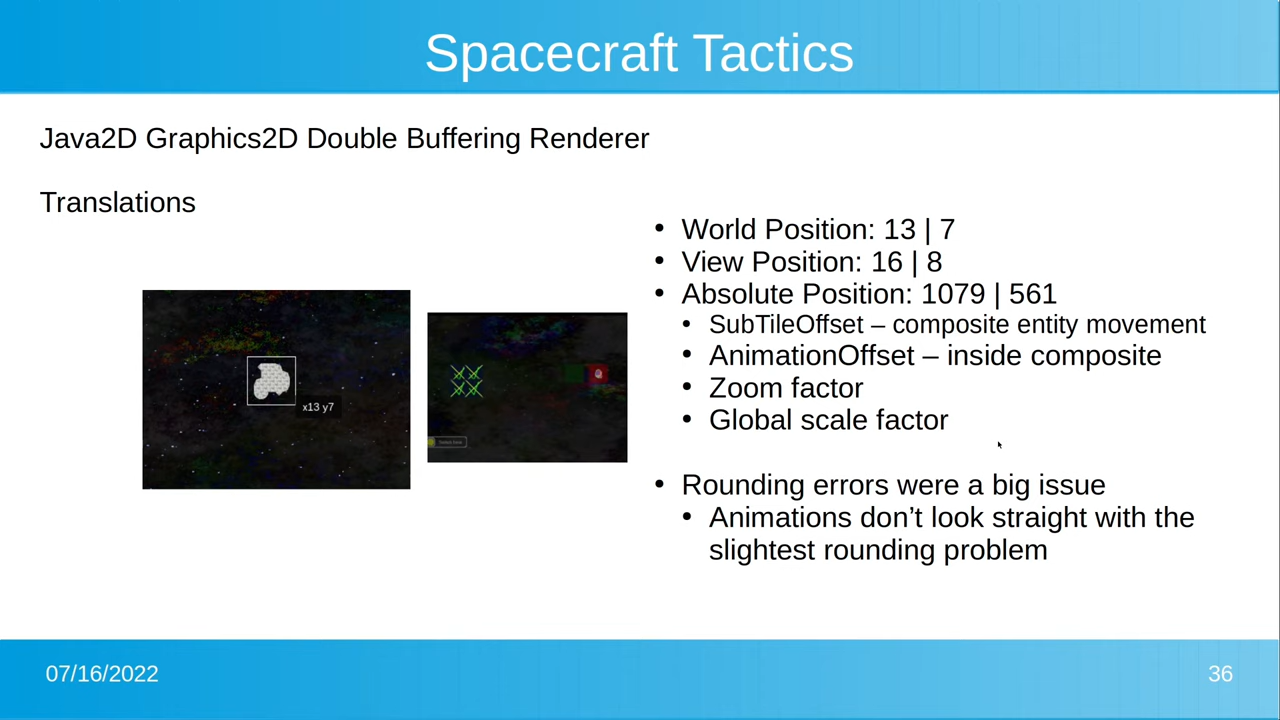 Spacecraft Tactics
Java2D Graphics2D Double Buffering Renderer
Translations
• World Position: 13 | 7
• View Position: 16 | 8
• Absolute Position: 1079 | 561
• SubTileOffset – composite entity movement
• AnimationOffset – inside composite
• Zoom factor
• Global scale factor
• Rounding errors were a big issue
• Animations don’t look straight with the
slightest rounding problem
x13 y7
07/16/2022
36